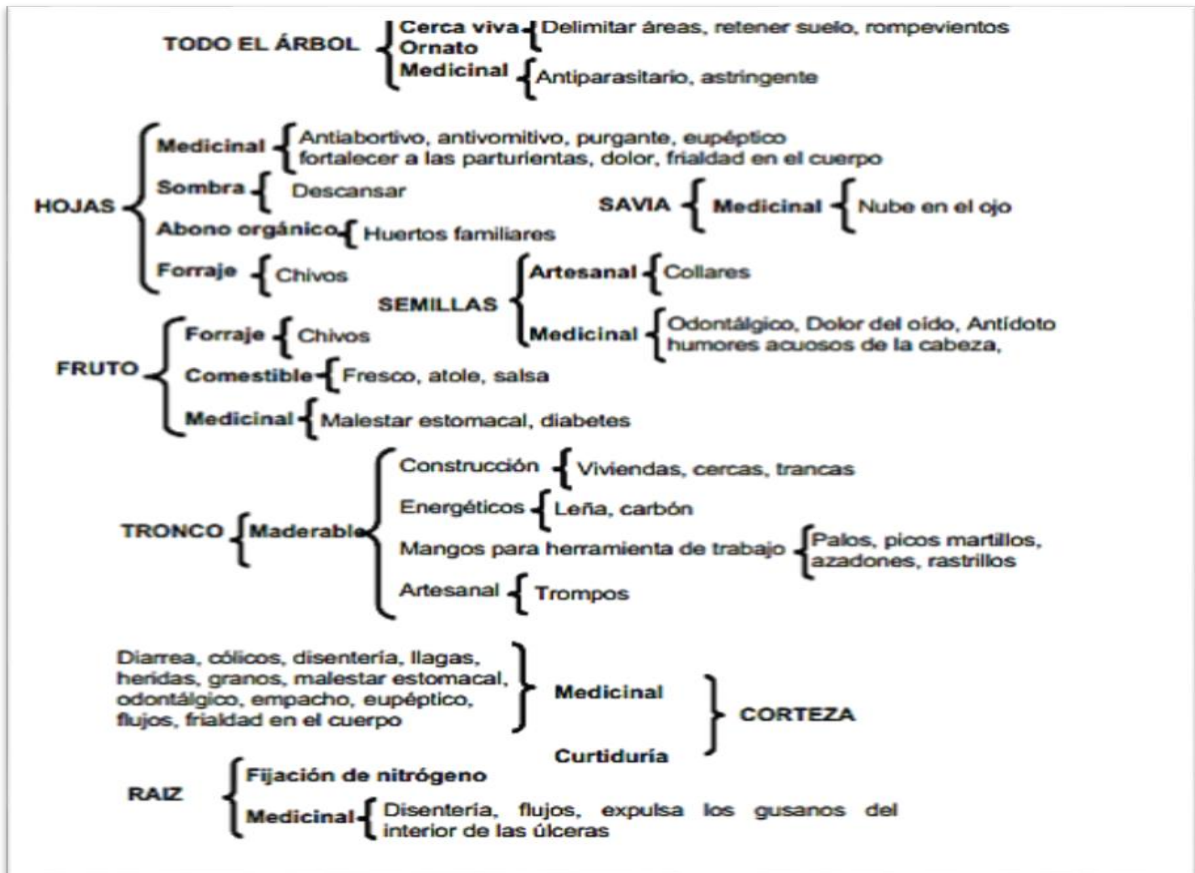 TODO EL ÁRBOL
Cerca viva
Delimitar áreas, retener suelo, rompevientos
Ornato
Medicinal
Antiparasitario, astringente
HOJAS
Medicinal
Antiabortivo, antivomitivo, purgante, eupéptico
fortalecer a las parturientas, dolor, frialdad en el cuerpo
Sombra
Descansar
Abono orgánico
Huertos familiares
Forraje
Chivos
SAVIA
Medicinal
Nube en el ojo
SEMILLAS
Artesanal
Collares
Medicinal
Odontálgico, Dolor del oído, Antídoto
humores acuosos de la cabeza,
FRUTO
Forraje
Chivos
Comestible
Fresco, atole, salsa
Medicinal
Malestar estomacal, diabetes
TRONCO
Maderable
Construcción
Viviendas, cercas, trancas
Energéticos
Leña, carbón
Mangos para herramienta de trabajo
Palos, picos martillos,
azadones, rastrillos
Artesanal
Trompos
Diarrea, cólicos, disentería, llagas,
heridas, granos, malestar estomacal,
odontálgico, empacho, eupéptico,
flujos, frialdad en el cuerpo
Medicinal
Curtiduría
CORTEZA
RAIZ
Fijación de nitrógeno
Medicinal
Disentería, flujos, expulsa los gusanos del
interior de las úlceras